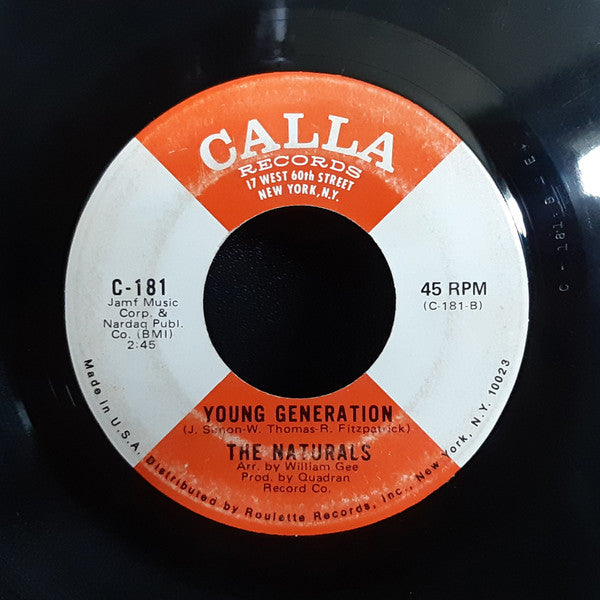 CALLA
RECORDS
17 WEST 60th STREET
NEW YORK, N.Y.
C-181
Jamf Music
Corp. &
Nardaq Publ.
Co. (BMI)
2:45
45 RPM
(C-181-B)
YOUNG GENERATION
(J. Simon-W. Thomas-R. Fitzpatrick)
THE NATURALS
Arr. by William Gee
Prod. by Quadran
Record Co.
Made in U.S.A. Distributed by Roulette Records, Inc., New York, N.Y. 10023
C - 181 - B -